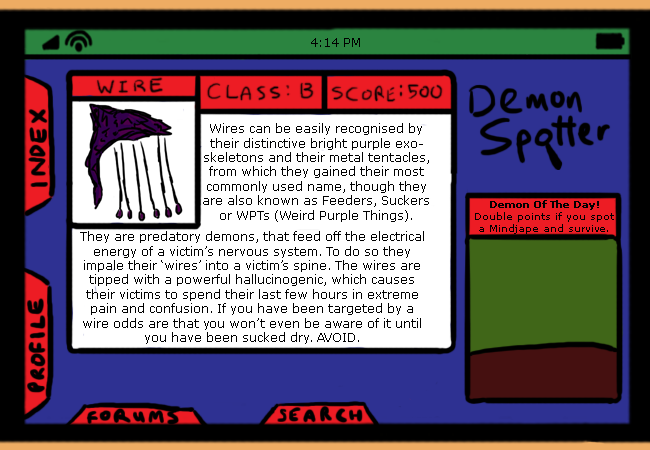 4:14 PM
WIRE
CLASS: B
SCORE:500
Demon
Spotter
INDEX
Wires can be easily recognised by
their distinctive bright purple exo-
skeletons and their metal tentacles,
from which they gained their most
commonly used name, though they
are also known as Feeders, Suckers
or WPTs (Weird Purple Things).
They are predatory demons, that feed off the electrical
energy of a victim's nervous system. To do so they
impale their 'wires' into a victim's spine. The wires are
tipped with a powerful hallucinogenic, which causes
their victims to spend their last few hours in extreme
pain and confusion. If you have been targeted by a
wire odds are that you won't even be aware of it until
you have been sucked dry. AVOID.
Demon Of The Day!
Double points if you spot
a Mindjape and survive.
PROFILE
FORUMS
SEARCH